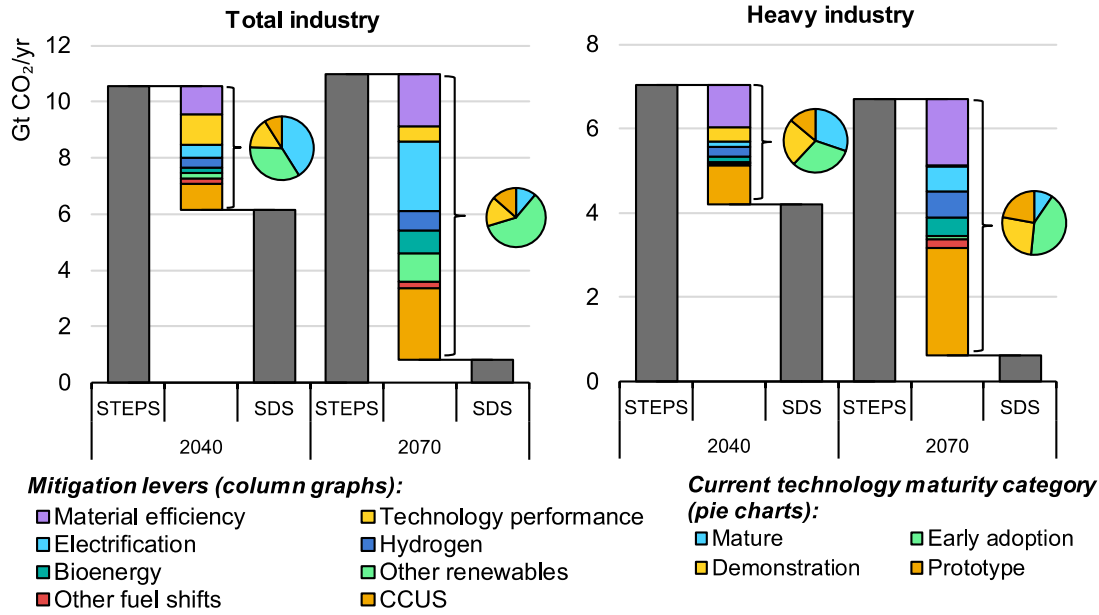 Total industry
Gt CO₂/yr
12
10
8
6
4
2
0
STEPS SDS STEPS SDS
2040 2070
Heavy industry
8
6
4
2
0
STEPS SDS STEPS SDS
2040 2070
Mitigation levers (column graphs):
Material efficiency Technology performance
Electrification Hydrogen
Bioenergy Other renewables
Other fuel shifts CCUS
Current technology maturity category
(pie charts):
Mature Early adoption
Demonstration Prototype